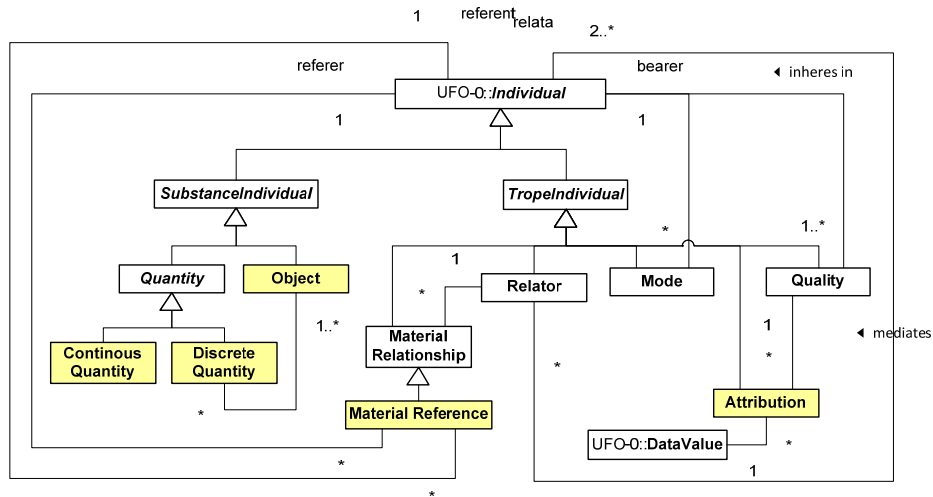 1
referent
relata
2..*
referer
bearer
◄ inheres in
UFO-0::Individual
1
1
SubstanceIndividual
TropeIndividual
*
1..*
Quantity
Object
1
Relator
Mode
Quality
*
1..*
1
Material
Relationship
◄ mediates
Continous
Quantity
Discrete
Quantity
*
*
Attribution
*
Material Reference
UFO-0::DataValue
*
*
1
*